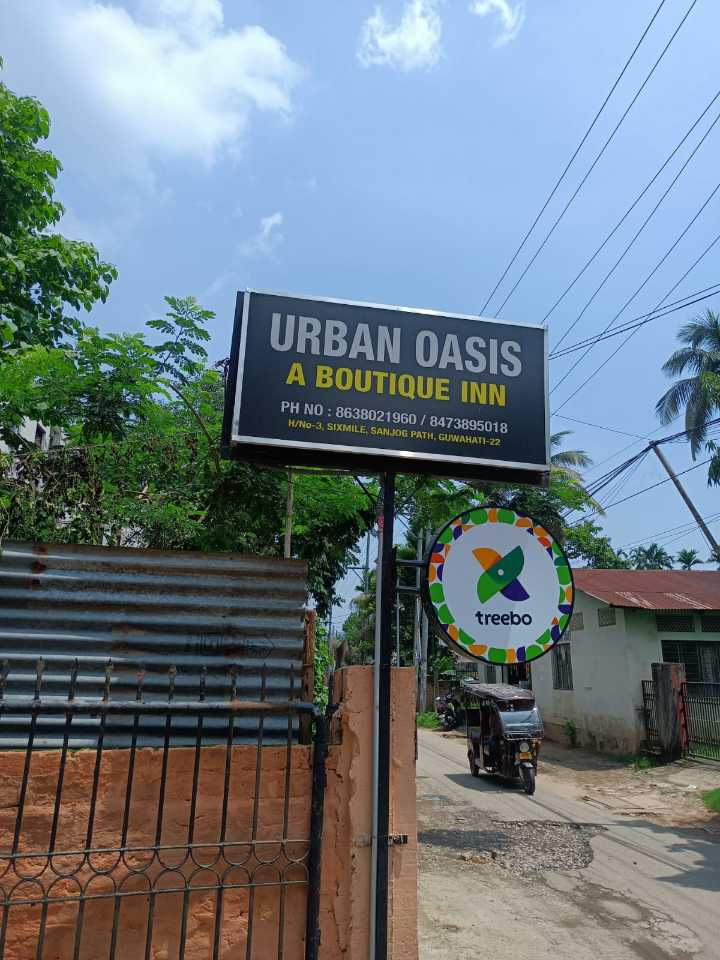 URBAN OASIS
A BOUTIQUE INN
PH NO : 8638021960 / 8473895018
H/No-3, SIXMILE, SANJOG PATH, GUWAHATI-22
treebo